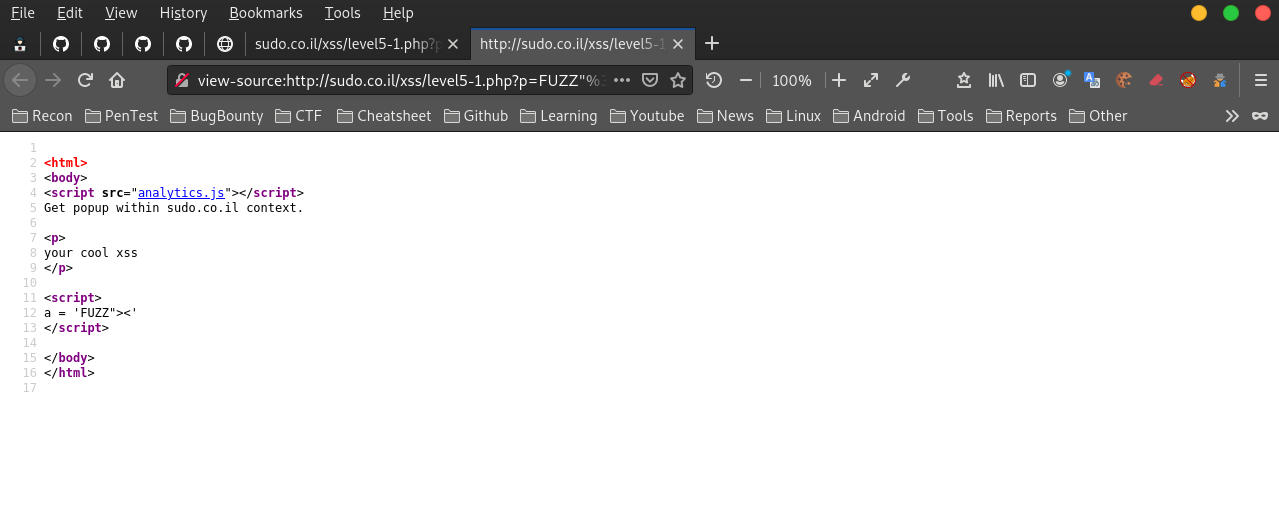 File Edit View History Bookmarks Tools Help
sudo.co.il/xss/level5-1.php?p http://sudo.co.il/xss/level5-1
view-source:http://sudo.co.il/xss/level5-1.php?p=FUZZ"% 100%
Recon PenTest BugBounty CTF Cheatsheet Github Learning Youtube News Linux Android Tools Reports Other
1
2 <html>
3 <body>
4 <script src="analytics.js"></script>
5 Get popup within sudo.co.il context.
6
7 <p>
8 your cool xss
9 </p>
10
11 <script>
12 a = 'FUZZ"><'
13 </script>
14
15 </body>
16 </html>
17